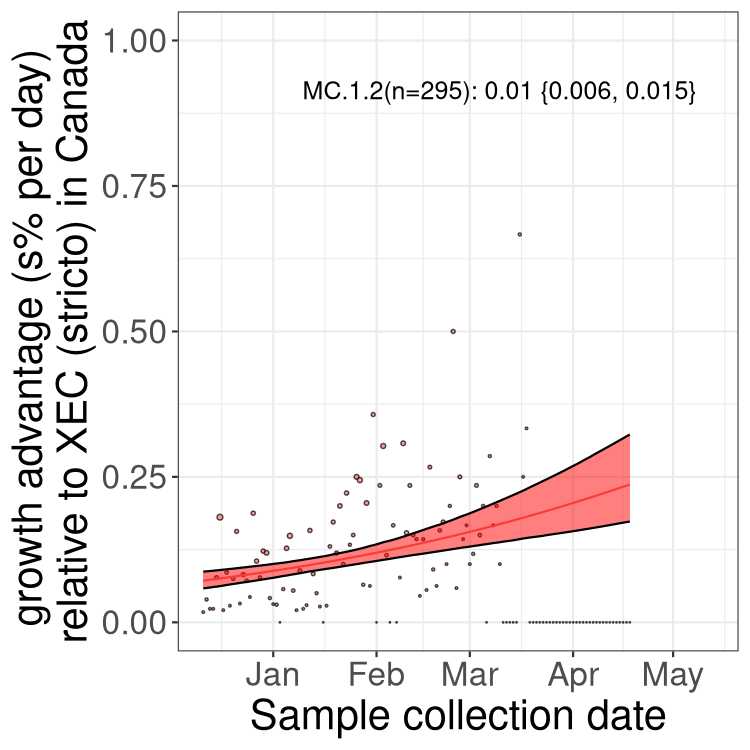 growth advantage (s% per day)
relative to XEC (stricto) in Canada
1.00
0.75
0.50
0.25
0.00
MC.1.2(n=295): 0.01 {0.006, 0.015}
Jan Feb Mar Apr May
Sample collection date